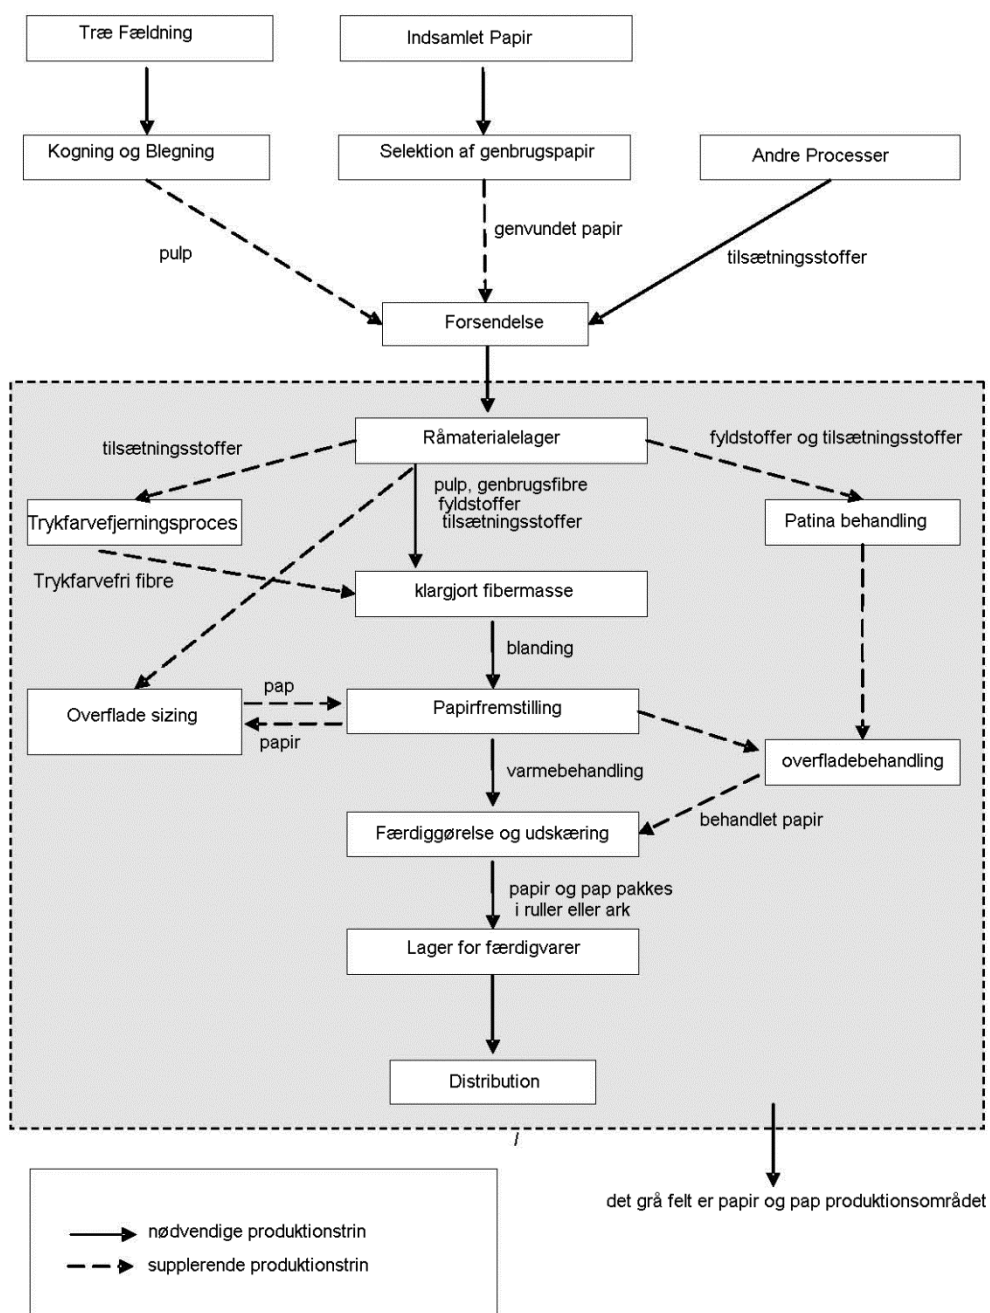 Træ Fældning
Indsamlet Papir
Kogning og Blegning
Selektion af genbrugspapir
Andre Processer
pulp
genvundet papir
tilsætningsstoffer
Forsendelse
Råmaterialelager
tilsætningsstoffer
fyldstoffer og tilsætningsstoffer
pulp, genbrugsfibre
fyldstoffer
tilsætningsstoffer
Trykfarvefjerningsproces
Patina behandling
Trykfarvefri fibre
klargjort fibermasse
blanding
Overflade sizing
pap
papir
Papirfremstilling
overfladebehandling
varmebehandling
behandlet papir
Færdiggørelse og udskæring
papir og pap pakkes
i ruller eller ark
Lager for færdigvarer
Distribution
/
det grå felt er papir og pap produktionsområdet
nødvendige produktionstrin
supplerende produktionstrin